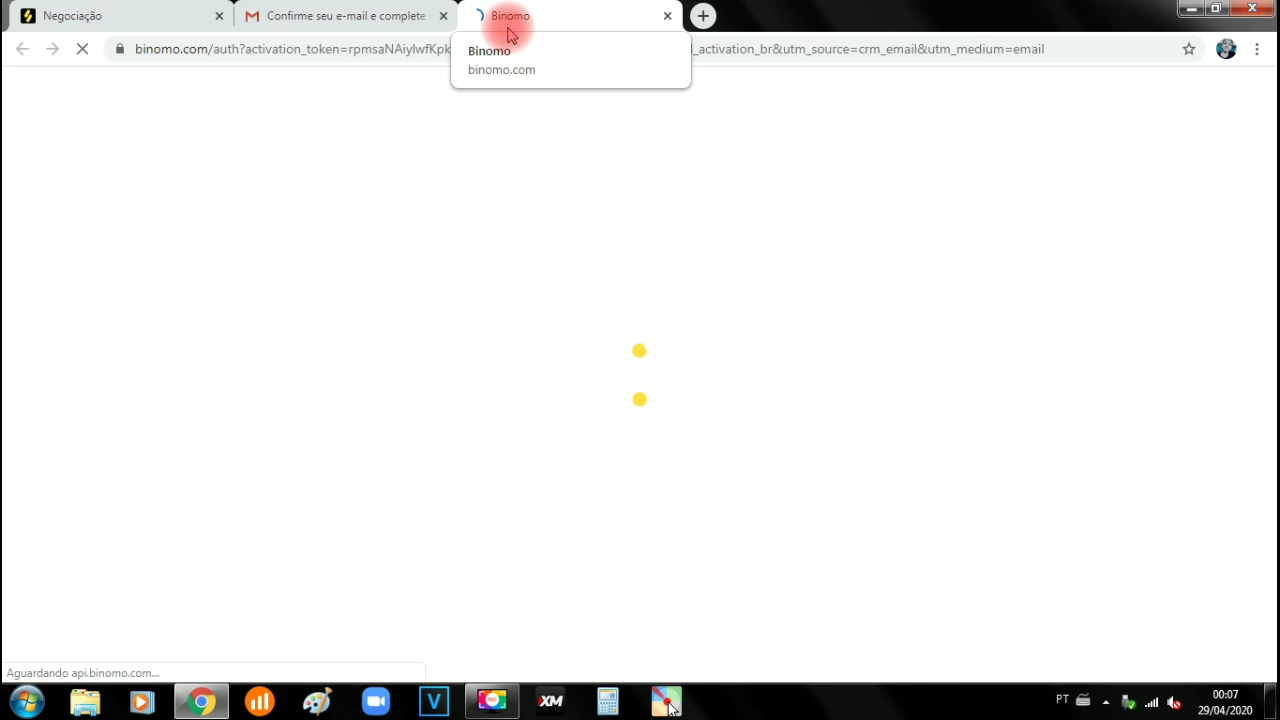 Negociação
Confirme seu e-mail e complete
Binomo
binomo.com/auth?activation_token=rpmsaNAiylwfKpk
_activation_br&utm_source=crm_email&utm_medium=email
Binomo
binomo.com
Aguardando api.binomo.com...
V
REC
XM
PT
00:07
29/04/2020